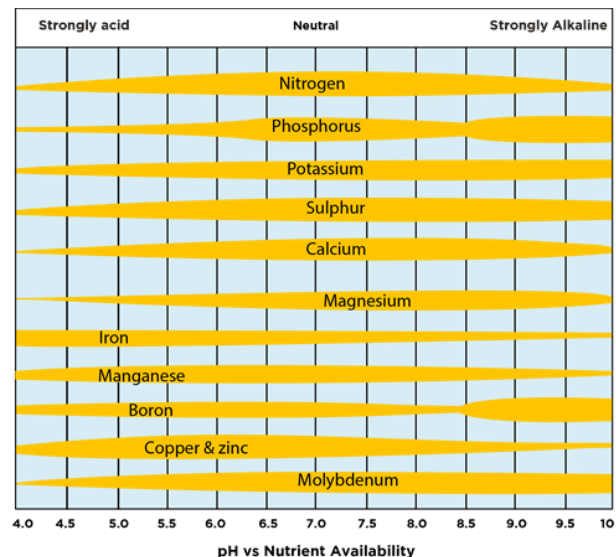 Strongly acid Neutral Strongly Alkaline
Nitrogen
Phosphorus
Potassium
Sulphur
Calcium
Magnesium
Iron
Manganese
Boron
Copper & zinc
Molybdenum
4.0 4.5 5.0 5.5 6.0 6.5 7.0 7.5 8.0 8.5 9.0 9.5 10
pH vs Nutrient Availability